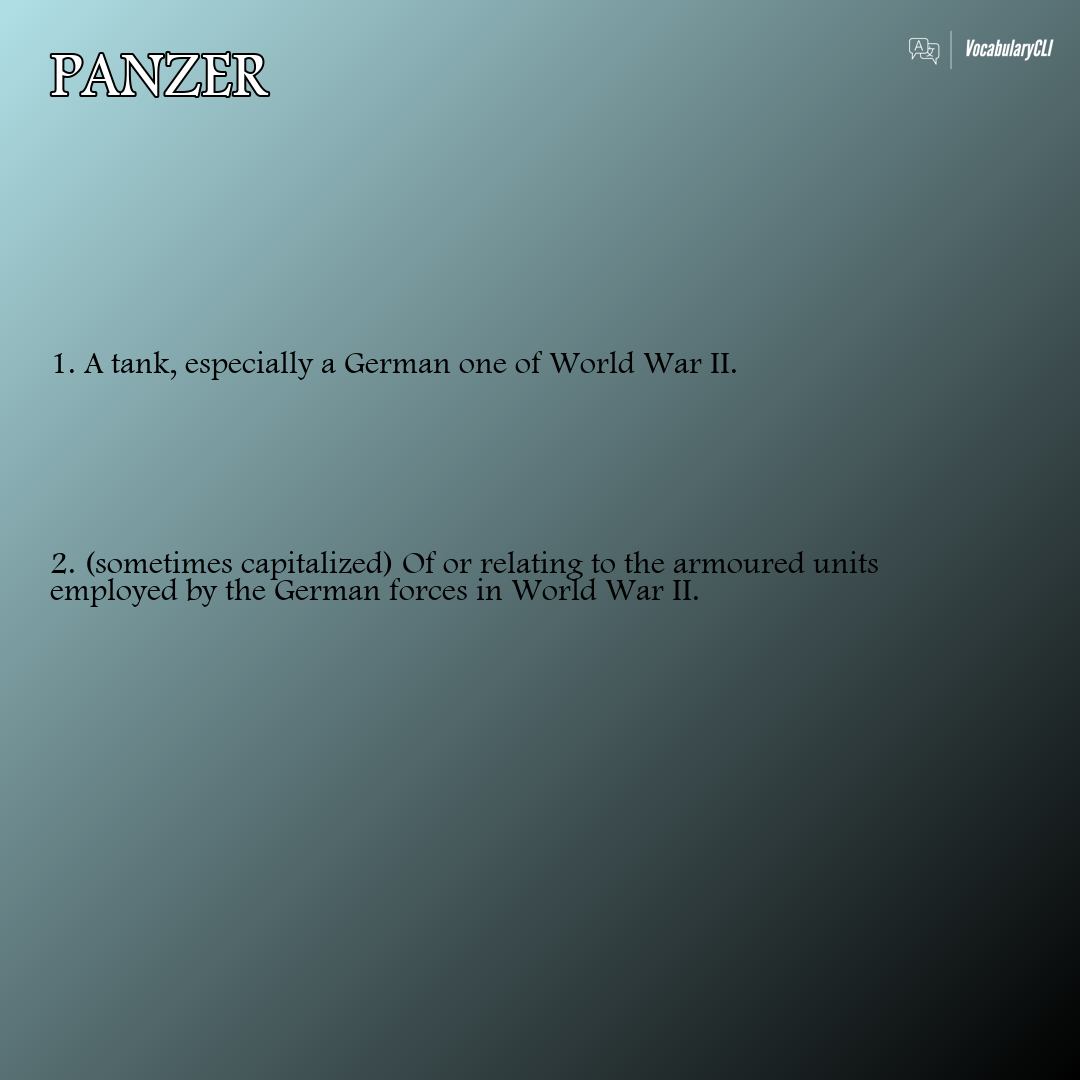 PANZER
VocabularyCLI
1. A tank, especially a German one of World War II.
2. (sometimes capitalized) Of or relating to the armoured units
employed by the German forces in World War II.